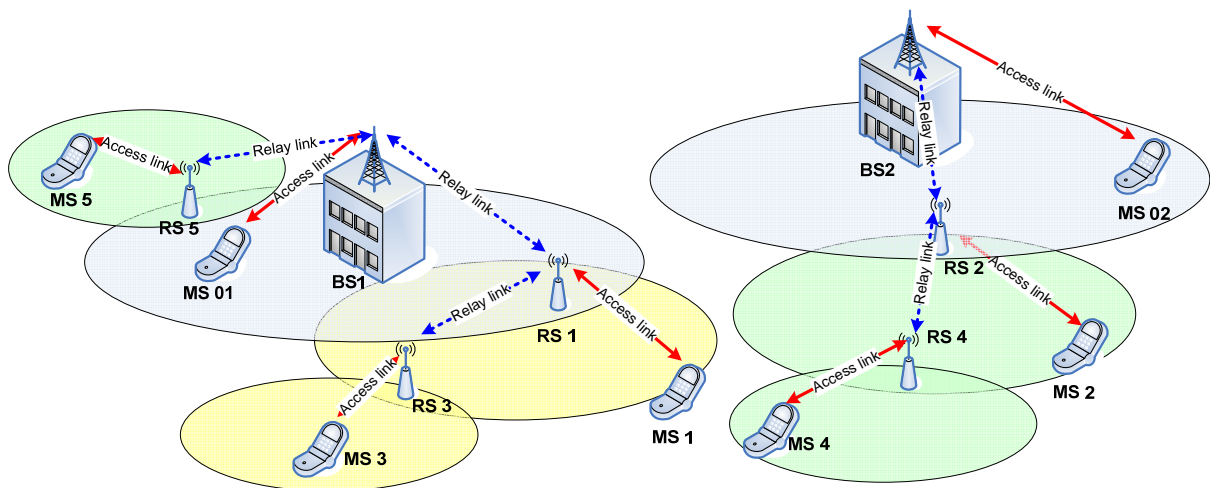 Access link
BS2
Relay link
MS 02
Access link
MS 5
RS 5
Relay link
Access link
MS 01
BS1
Relay link
RS 1
Relay link
Access link
MS 1
RS 3
Access link
MS 3
RS 2
Relay link
Access link
MS 2
RS 4
Access link
MS 4